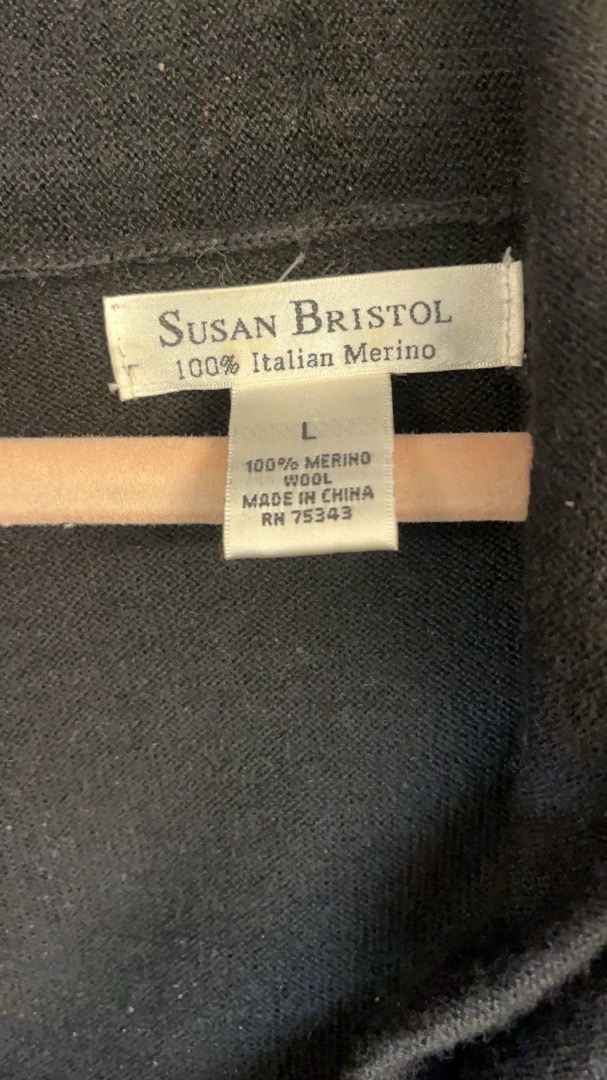 SUSAN BRISTOL
100% Italian Merino
L
100% MERINO
WOOL
MADE IN CHINA
RN 75343